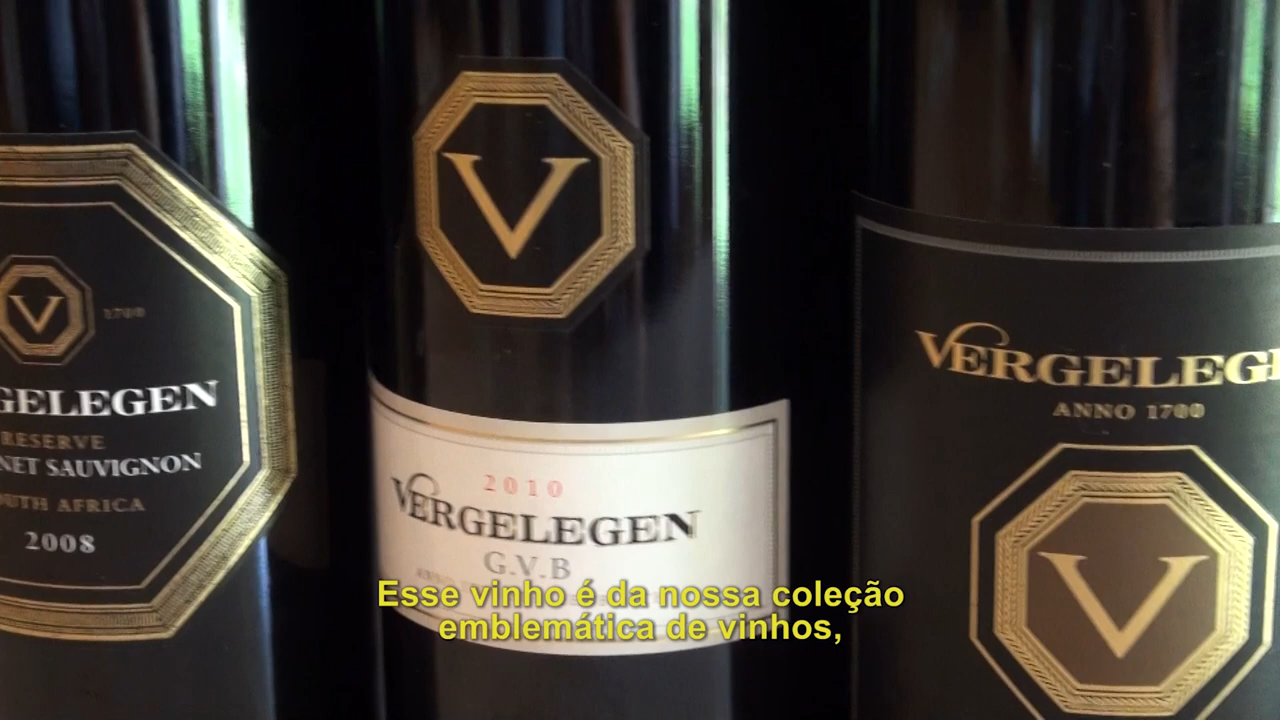 V
1700
GELEGEN
RESERVE
NET SAUVIGNON
UTH AFRICA
2008
V
2010
VERGELEGEN
G.V.B
VERGELEG
ANNO 1700
V
Esse vinho é da nossa coleção
emblemática de vinhos,